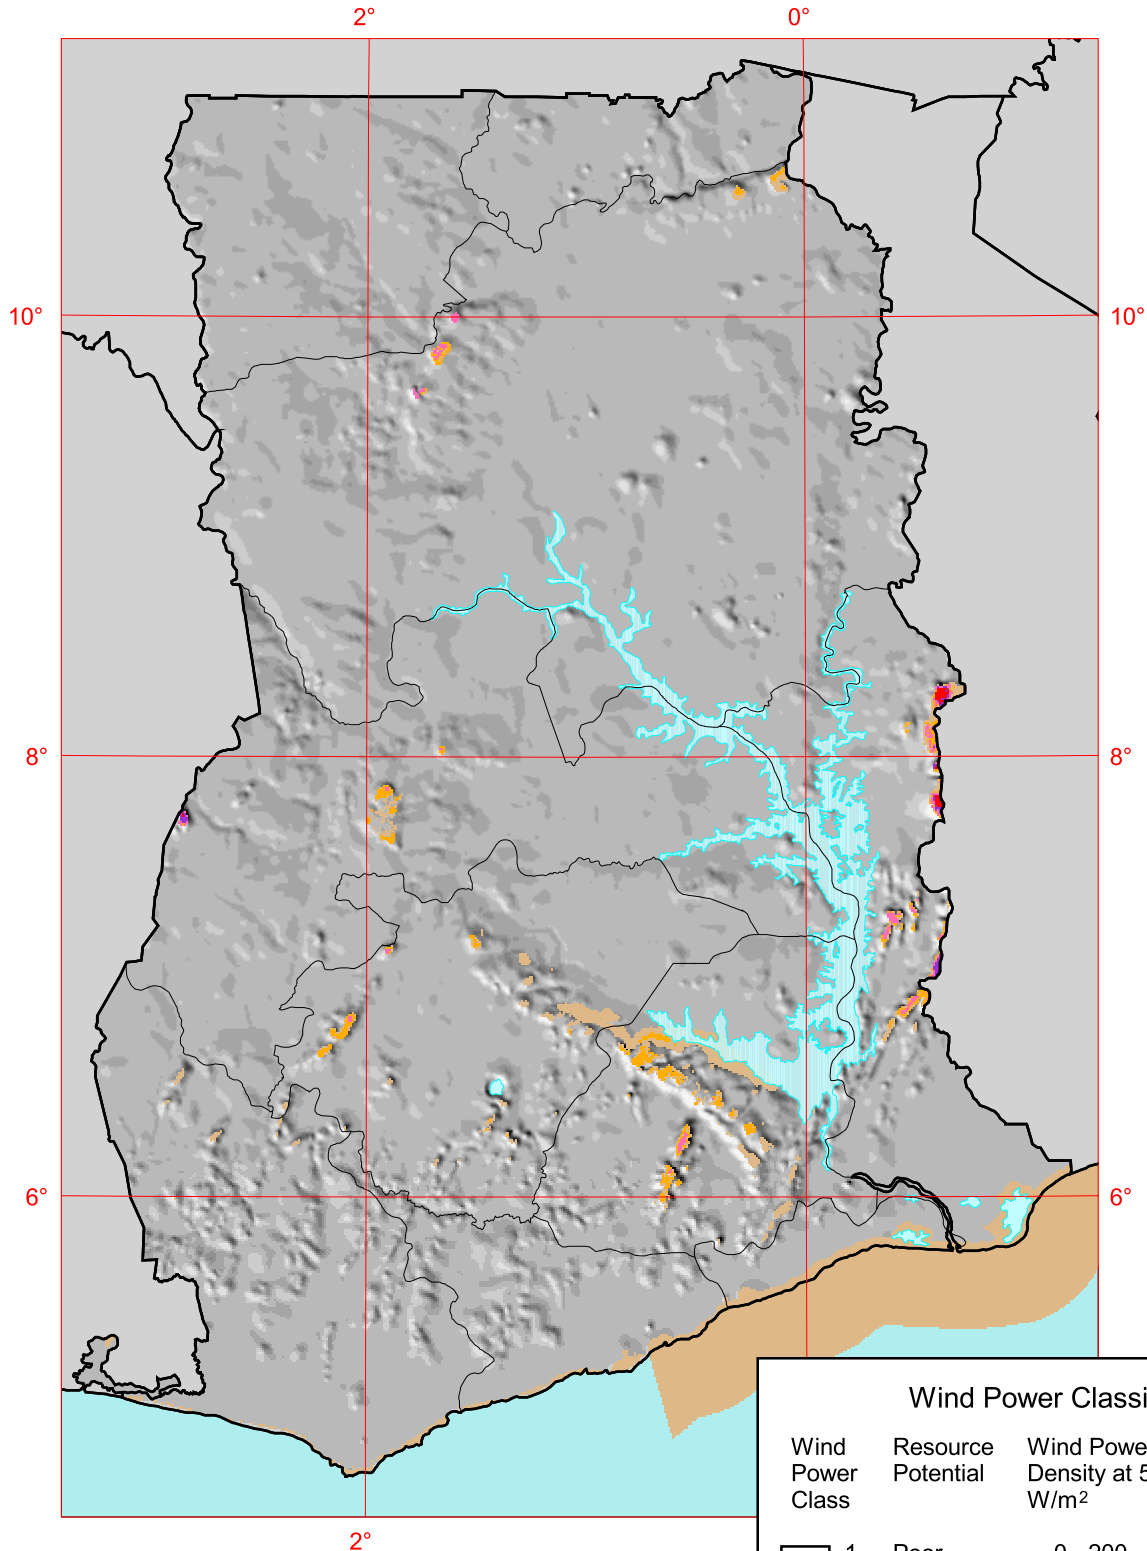 2°
0°
10°
10°
8°
8°
6°
6°
2°
Wind Power Classi
Wind
Power
Class
Resource
Potential
Wind Powe
Density at 5
W/m²
1